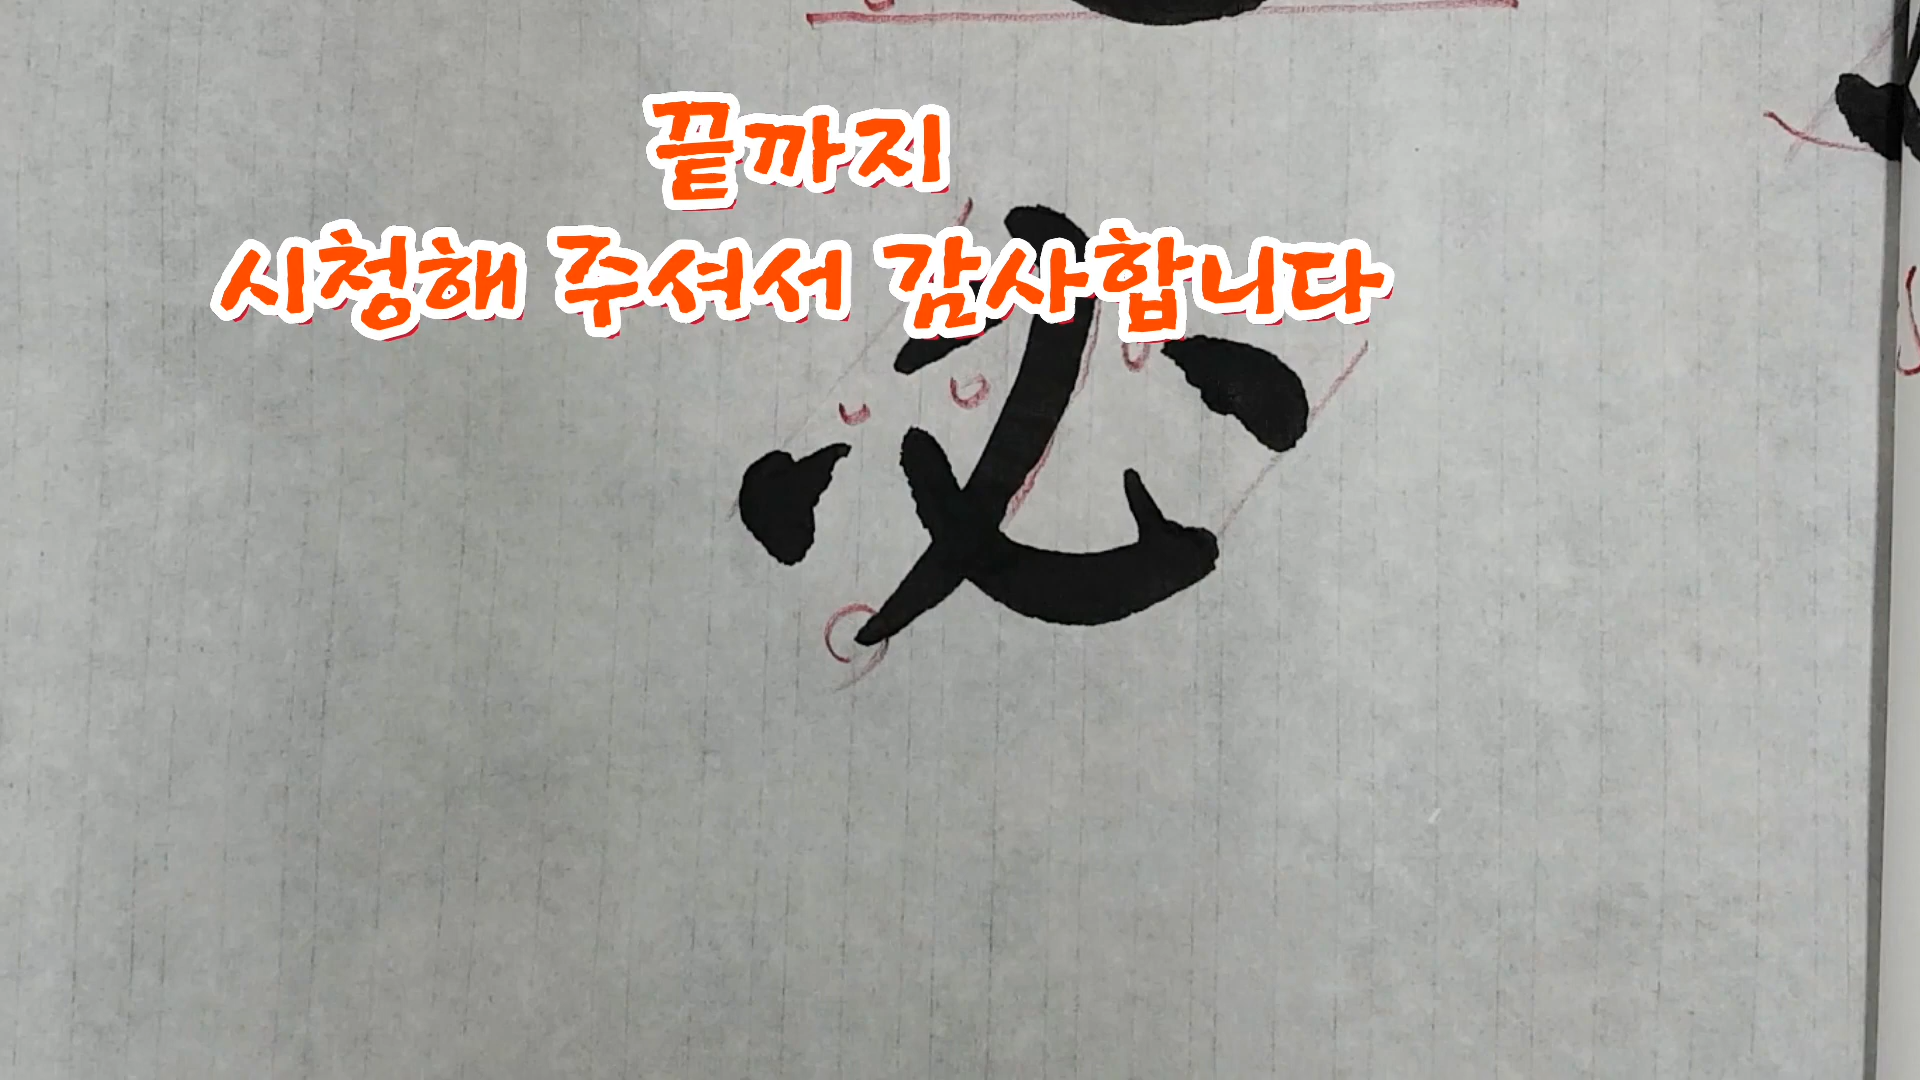 끝까지
시청해 주셔서 감사합니다
必